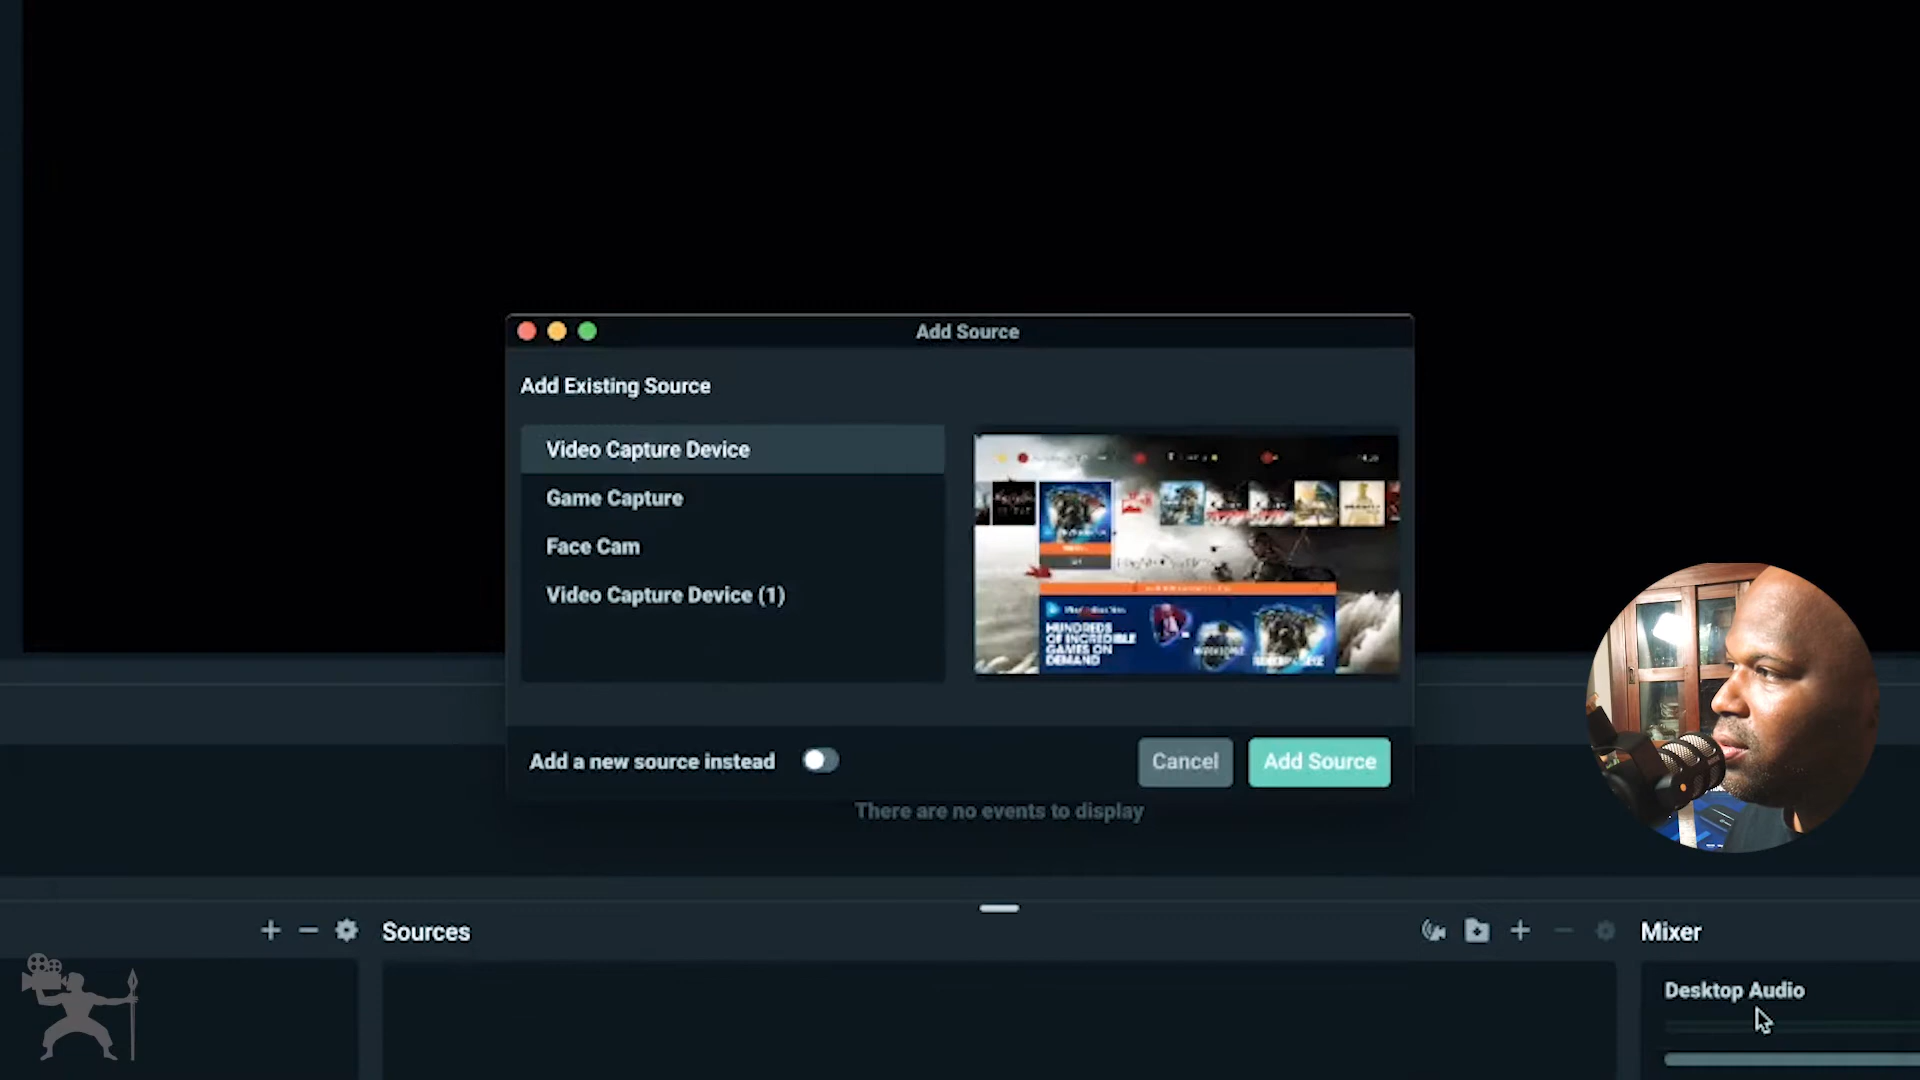 Add Source
Add Existing Source
Video Capture Device
Game Capture
Face Cam
Video Capture Device (1)
HUNDREDS
OF INCREDIBLE
GAMES ON
DEMAND
Add a new source instead
Cancel
Add Source
There are no events to display
Sources
Mixer
Desktop Audio